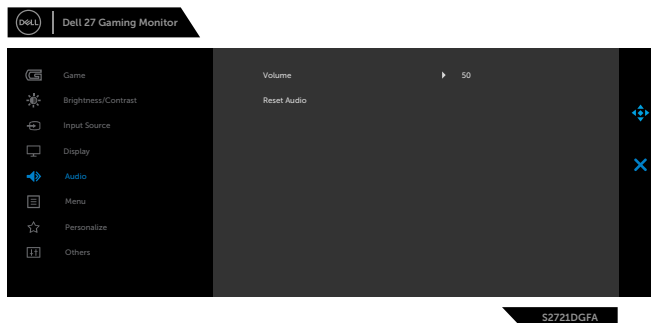 DELL
Dell 27 Gaming Monitor
Game
Volume 50
Brightness/Contrast
Reset Audio
Input Source
Display
Audio
Menu
Personalize
Others
S2721DGFA